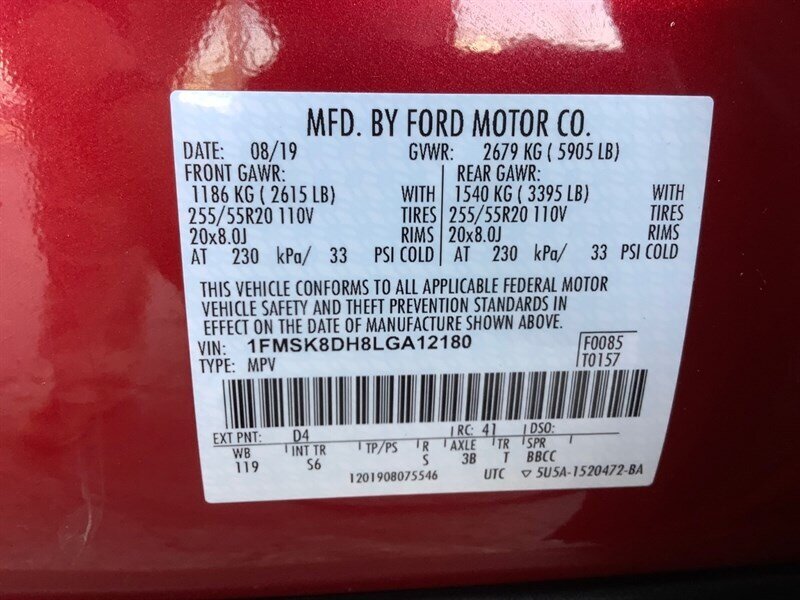 MFD. BY FORD MOTOR CO.
DATE: 08/19 GVWR: 2679 KG ( 5905 LB)
FRONT GAWR: REAR GAWR:
1186 KG ( 2615 LB) WITH 1540 KG ( 3395 LB) WITH
255/55R20 110V TIRES 255/55R20 110V TIRES
20x8.0J RIMS 20x8.0J RIMS
AT 230 kPa/ 33 PSI COLD AT 230 kPa/ 33 PSI COLD
THIS VEHICLE CONFORMS TO ALL APPLICABLE FEDERAL MOTOR
VEHICLE SAFETY AND THEFT PREVENTION STANDARDS IN
EFFECT ON THE DATE OF MANUFACTURE SHOWN ABOVE.
VIN: 1FMSK8DH8LGA12180 F0085
TYPE: MPV T0157
EXT PNT: D4 RC: 41 DSO:
WB INT TR TP/PS R AXLE TR SPR
119 S6 S 3B T BBCC
1201908075546 UTC ▽ 5U5A-1520472-BA